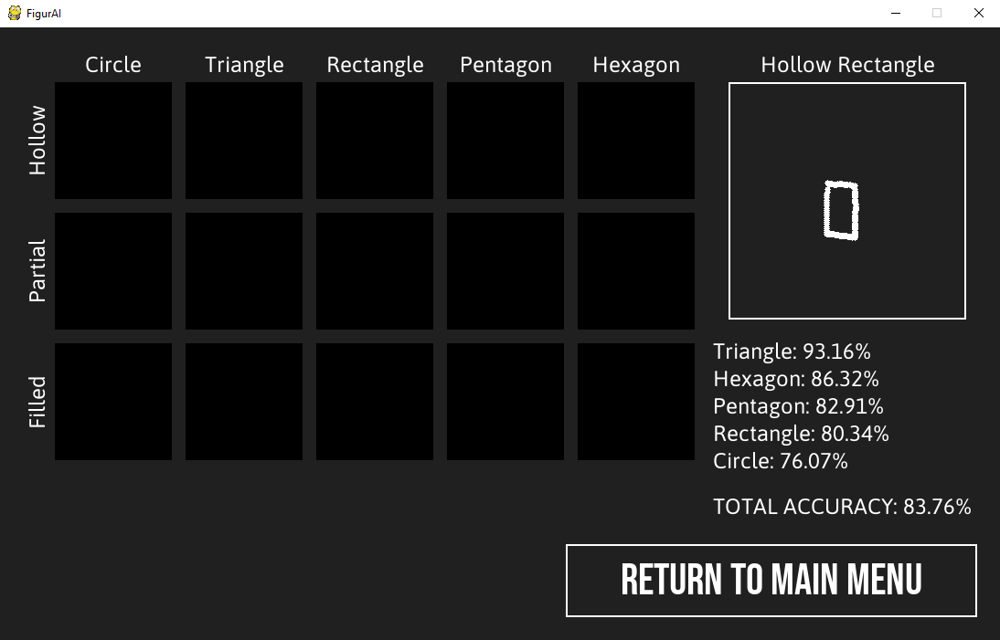 FigurAI
Circle Triangle Rectangle Pentagon Hexagon
Hollow
Partial
Filled
Hollow Rectangle
Triangle: 93.16%
Hexagon: 86.32%
Pentagon: 82.91%
Rectangle: 80.34%
Circle: 76.07%
TOTAL ACCURACY: 83.76%
RETURN TO MAIN MENU